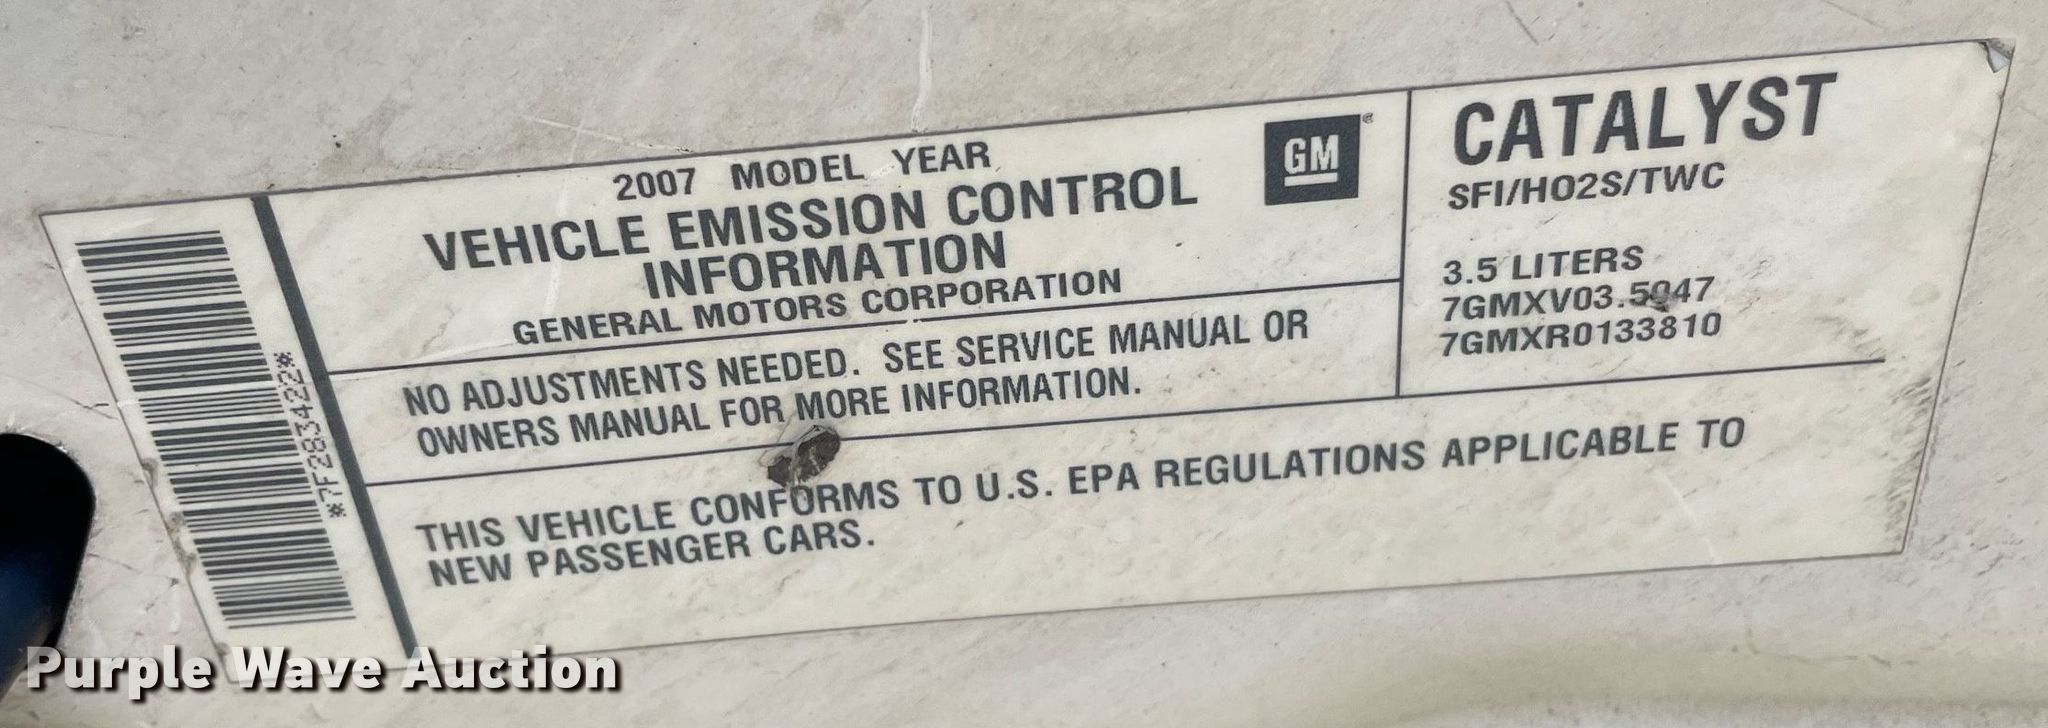 2007 MODEL YEAR
VEHICLE EMISSION CONTROL
INFORMATION
GENERAL MOTORS CORPORATION
GM
NO ADJUSTMENTS NEEDED. SEE SERVICE MANUAL OR
OWNERS MANUAL FOR MORE INFORMATION.
CATALYST
SFI/HO2S/TWC
3.5 LITERS
7GMXV03.5047
7GMXR0133810
THIS VEHICLE CONFORMS TO U.S. EPA REGULATIONS APPLICABLE TO
NEW PASSENGER CARS.
*7F283422*
Purple Wave Auction